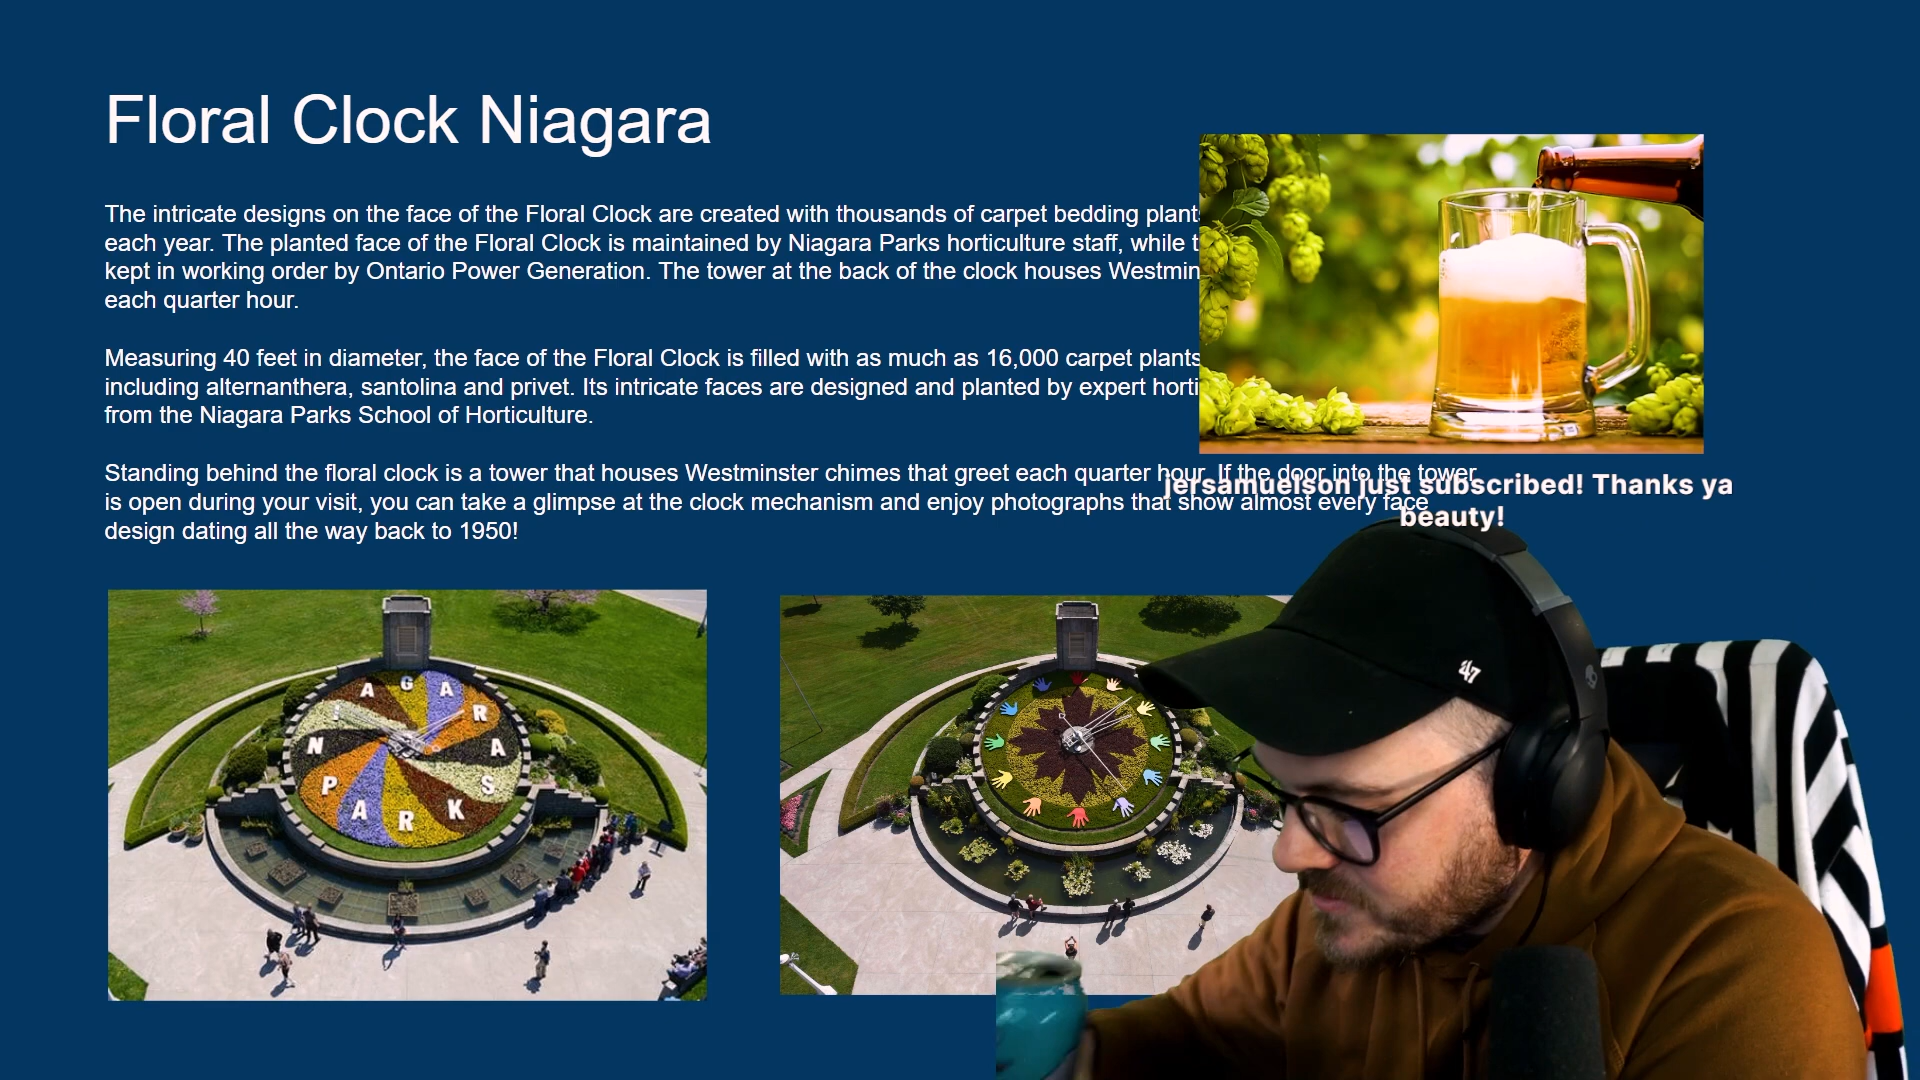 Floral Clock Niagara
The intricate designs on the face of the Floral Clock are created with thousands of carpet bedding plants
each year. The planted face of the Floral Clock is maintained by Niagara Parks horticulture staff, while
kept in working order by Ontario Power Generation. The tower at the back of the clock houses
each quarter hour.
Measuring 40 feet in diameter, the face of the Floral Clock is filled with as much as 16,000 carpet plants
including alternanthera, santolina and privet. Its intricate faces are designed and planted by expert
from the Niagara Parks School of Horticulture.
Standing behind the floral clock is a tower that houses Westminster chimes that greet each quarter hour. If the door into the tower
is open during your visit, you can take a glimpse at the clock mechanism and enjoy photographs that show almost every face
design dating all the way back to 1950!
jersamuelson just subscribed! Thanks ya
beauty!
NIAGARA
PARKS
47